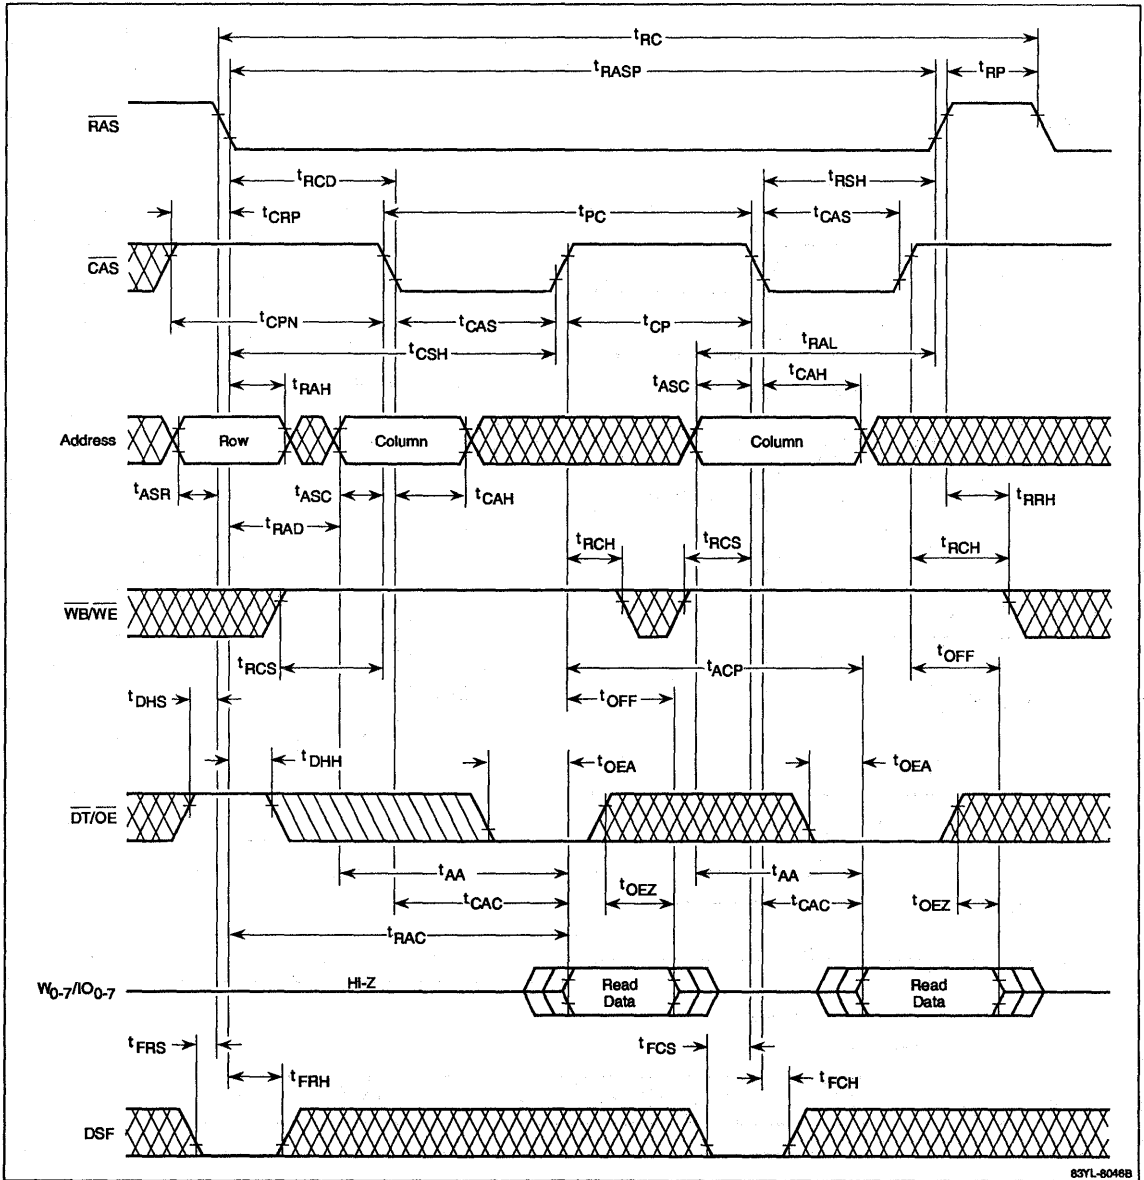 tRC
tRASP
tRP
RAS
tRCD
tRSH
tCRP
tPC
tCAS
CAS
tCPN
tCAS
tCP
tCSH
tRAL
tRAH
tASC
tCAH
Address
Row
Column
Column
tASR
tASC
tCAH
tRRH
tRAD
tRCH
tRCS
tRCH
WB/WE
tRCS
tACP
tOFF
tDHS
tOFF
tDHH
tOEA
tOEA
DT/OE
tAA
tAA
tCAC
tOEZ
tCAC
tOEZ
tRAC
W0-7/IO0-7
HI-Z
Read
Data
Read
Data
tFRS
tFCS
tFRH
tFCH
DSF
83YL-8046B